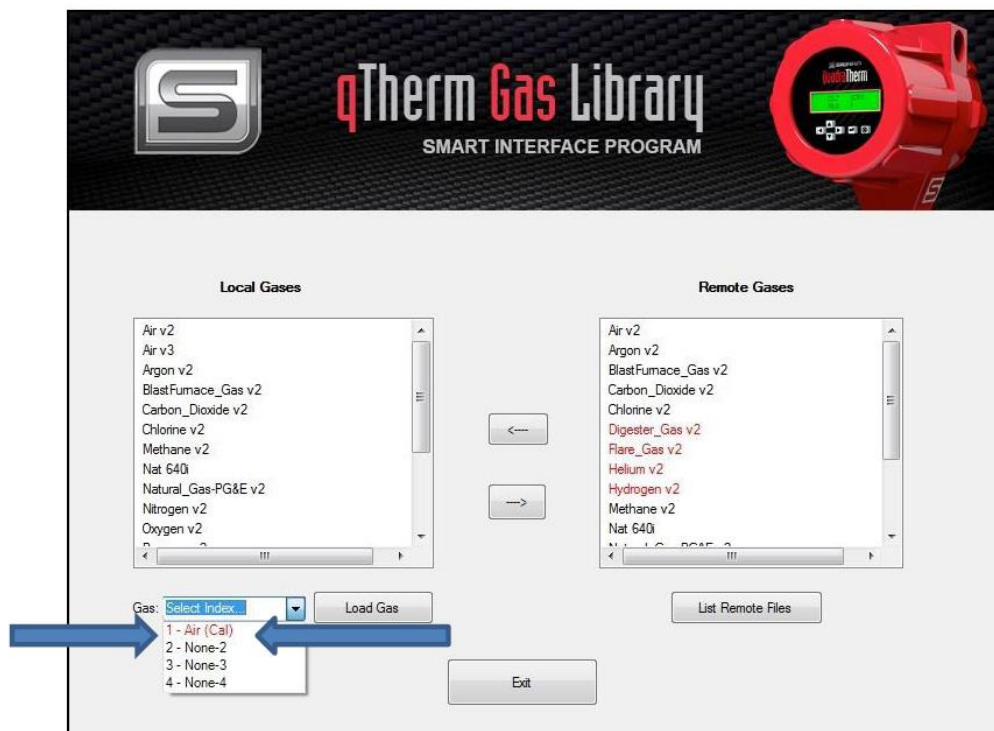 qTherm Gas Library
SMART INTERFACE PROGRAM
QuadraTherm
Local Gases
Air v2
Air v3
Argon v2
BlastFurnace_Gas v2
Carbon_Dioxide v2
Chlorine v2
Methane v2
Nat 640i
Natural_Gas-PG&E v2
Nitrogen v2
Oxygen v2
<----
---->
Remote Gases
Air v2
Argon v2
BlastFurnace_Gas v2
Carbon_Dioxide v2
Chlorine v2
Digester_Gas v2
Flare_Gas v2
Helium v2
Hydrogen v2
Methane v2
Nat 640i
Gas: Select Index... Load Gas
1 - Air (Cal)
2 - None-2
3 - None-3
4 - None-4
List Remote Files
Exit